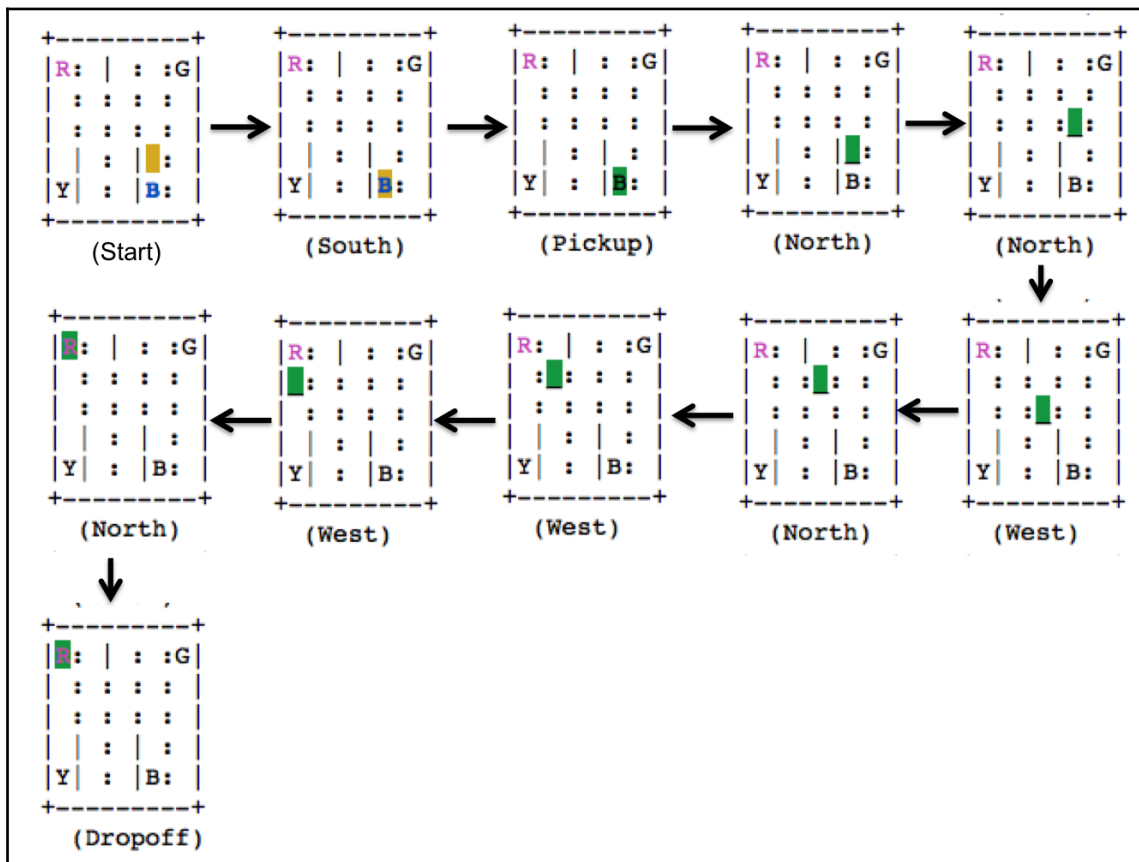 +---------+
|R: | : :G|
| : : : : |
| : : : : |
| | : | : |
|Y| : |B: |
+---------+
(Start)
+---------+
|R: | : :G|
| : : : : |
| : : : : |
| | : | : |
|Y| : |B: |
+---------+
(South)
+---------+
|R: | : :G|
| : : : : |
| : : : : |
| | : | : |
|Y| : |B: |
+---------+
(Pickup)
+---------+
|R: | : :G|
| : : : : |
| : : : : |
| | : |_: |
|Y| : |B: |
+---------+
(North)
+---------+
|R: | : :G|
| : : : : |
| : : :_: |
| | : | : |
|Y| : |B: |
+---------+
(North)
+---------+
|R: | : :G|
| : : : : |
| : :_: : |
| | : | : |
|Y| : |B: |
+---------+
(West)
+---------+
|R: | : :G|
| : :_: : |
| : : : : |
| | : | : |
|Y| : |B: |
+---------+
(North)
+---------+
|R: | : :G|
| :_: : : |
| : : : : |
| | : | : |
|Y| : |B: |
+---------+
(West)
+---------+
|R: | : :G|
|_: : : : |
| : : : : |
| | : | : |
|Y| : |B: |
+---------+
(West)
+---------+
|R: | : :G|
| : : : : |
| : : : : |
| | : | : |
|Y| : |B: |
+---------+
(North)
+---------+
|R: | : :G|
| : : : : |
| : : : : |
| | : | : |
|Y| : |B: |
+---------+
(Dropoff)